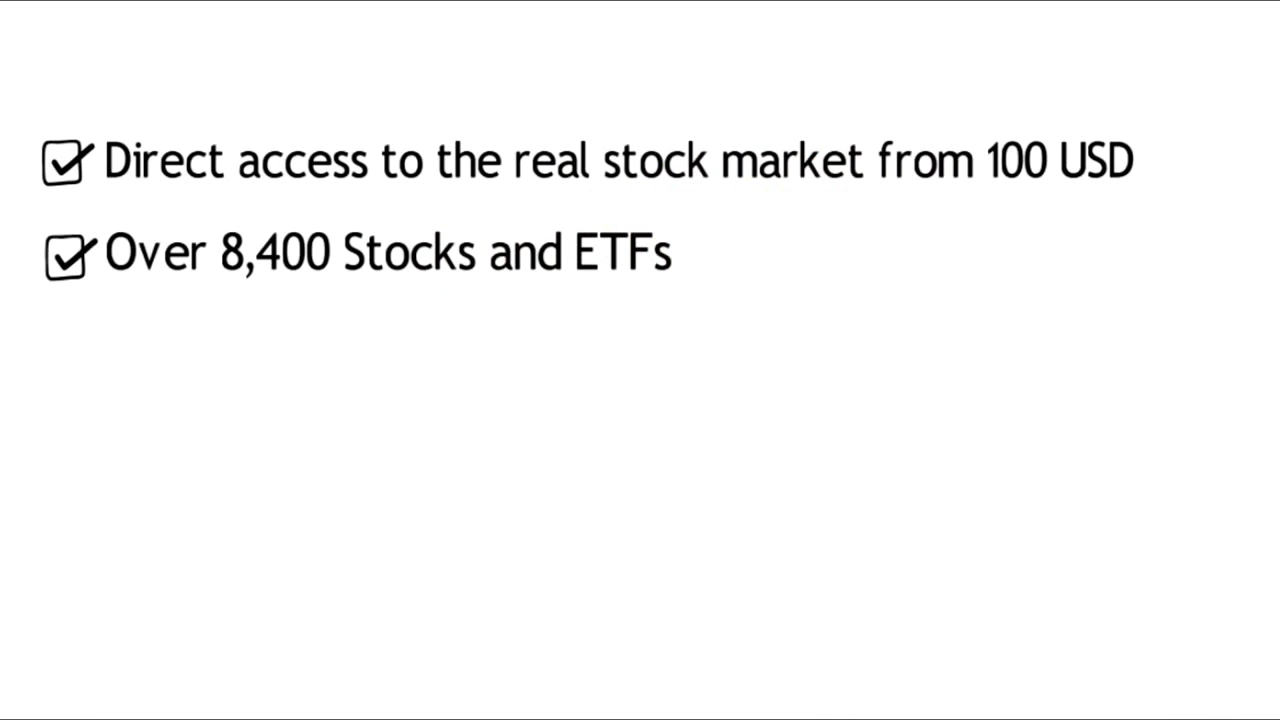 Direct access to the real stock market from 100 USD
Over 8,400 Stocks and ETFs